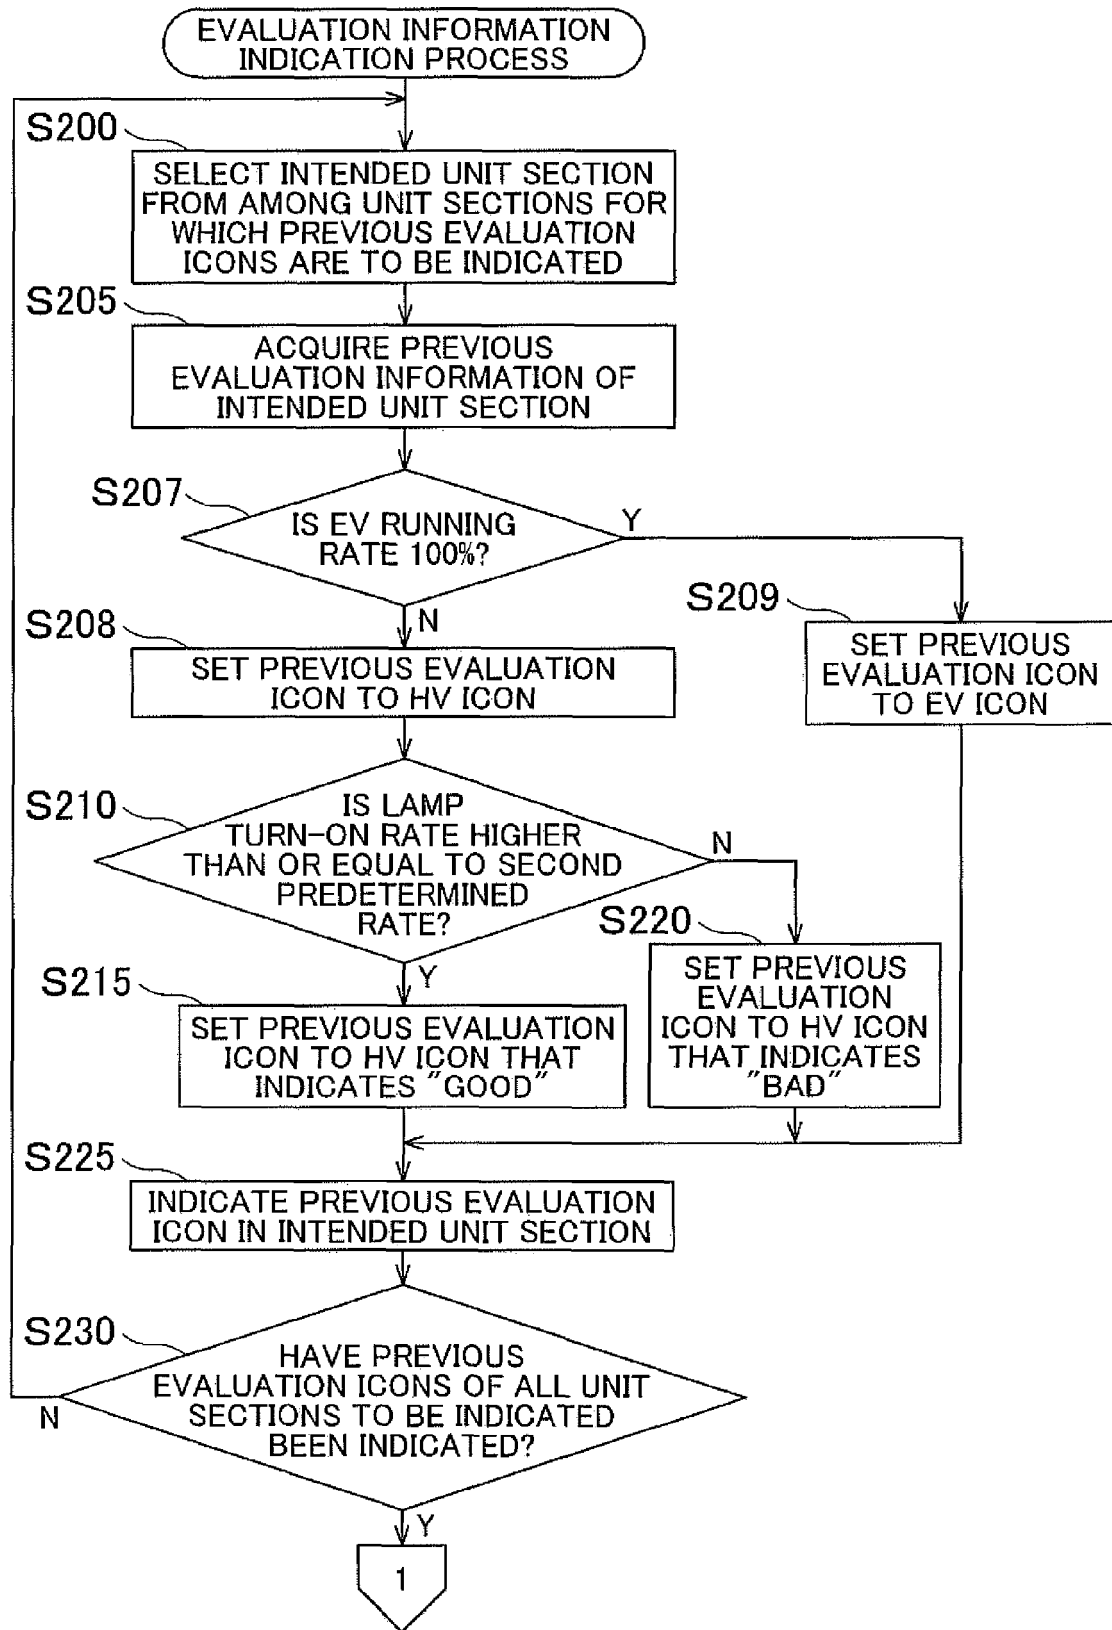 EVALUATION INFORMATION
INDICATION PROCESS
S200
SELECT INTENDED UNIT SECTION
FROM AMONG UNIT SECTIONS FOR
WHICH PREVIOUS EVALUATION
ICONS ARE TO BE INDICATED
S205
ACQUIRE PREVIOUS
EVALUATION INFORMATION OF
INTENDED UNIT SECTION
S207
IS EV RUNNING
RATE 100%?
Y
N
S208
SET PREVIOUS EVALUATION
ICON TO HV ICON
S209
SET PREVIOUS
EVALUATION ICON
TO EV ICON
S210
IS LAMP
TURN-ON RATE HIGHER
THAN OR EQUAL TO SECOND
PREDETERMINED
RATE?
N
Y
S215
SET PREVIOUS EVALUATION
ICON TO HV ICON THAT
INDICATES "GOOD"
S220
SET PREVIOUS
EVALUATION
ICON TO HV ICON
THAT INDICATES
"BAD"
S225
INDICATE PREVIOUS EVALUATION
ICON IN INTENDED UNIT SECTION
S230
HAVE PREVIOUS
EVALUATION ICONS OF ALL UNIT
SECTIONS TO BE INDICATED
BEEN INDICATED?
N
Y
1